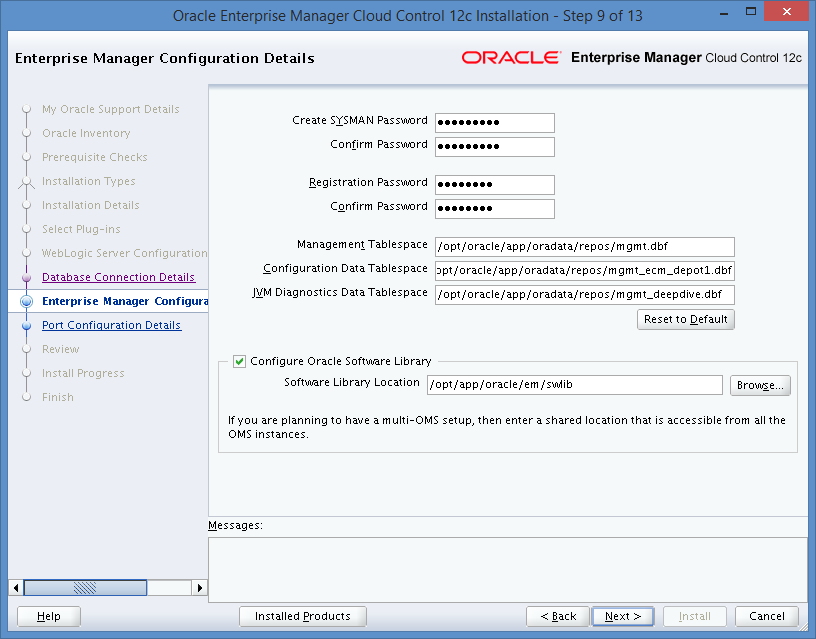 Oracle Enterprise Manager Cloud Control 12c Installation - Step 9 of 13
Enterprise Manager Configuration Details
ORACLE Enterprise Manager Cloud Control 12c
My Oracle Support Details
Oracle Inventory
Prerequisite Checks
Installation Types
Installation Details
Select Plug-ins
WebLogic Server Configuration
Database Connection Details
Enterprise Manager Configura
Port Configuration Details
Review
Install Progress
Finish
Create SYSMAN Password •••••••••
Confirm Password •••••••••
Registration Password ••••••••
Confirm Password ••••••••
Management Tablespace /opt/oracle/app/oradata/repos/mgmt.dbf
Configuration Data Tablespace opt/oracle/app/oradata/repos/mgmt_ecm_depot1.dbf
JVM Diagnostics Data Tablespace /opt/oracle/app/oradata/repos/mgmt_deepdive.dbf
Reset to Default
Configure Oracle Software Library
Software Library Location /opt/app/oracle/em/swlib Browse...
If you are planning to have a multi-OMS setup, then enter a shared location that is accessible from all the
OMS instances.
Messages:
Help Installed Products < Back Next > Install Cancel